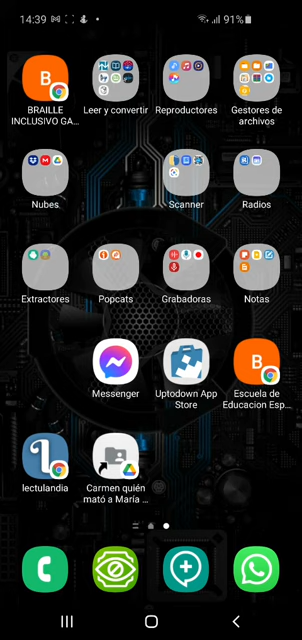 14:39
91%
B
BRAILLE
INCLUSIVO GA...
Leer y convertir
Reproductores
Gestores de
archivos
Nubes
Scanner
Radios
Extractores
Popcats
Grabadoras
Notas
Messenger
Uptodown App
Store
B
Escuela de
Educacion Esp...
lectulandia
Carmen quién
mató a María ...